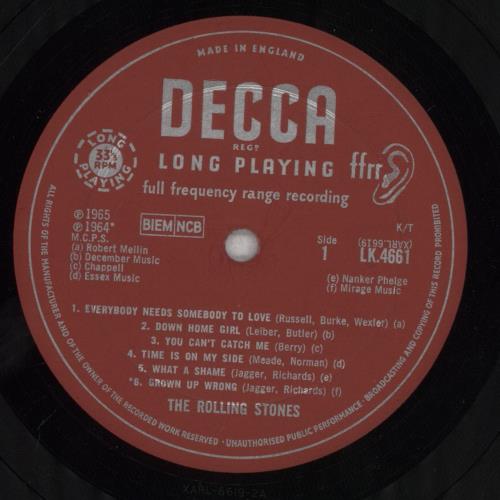 MADE IN ENGLAND
DECCA
REGD
LONG PLAYING
ffrr
full frequency range recording
LONG
33⅓
RPM
PLAYING
℗ 1965
℗ 1964*
BIEM NCB
M.C.P.S.
(a) Robert Mellin
(b) December Music
(c) Chappell
(d) Essex Music
K/T
(XARL.6619)
Side
1
LK.4661
(e) Nanker Phelge
(f) Mirage Music
1. EVERYBODY NEEDS SOMEBODY TO LOVE (Russell, Burke, Wexler) (a)
2. DOWN HOME GIRL (Leiber, Butler) (b)
3. YOU CAN'T CATCH ME (Berry) (c)
4. TIME IS ON MY SIDE (Meade, Norman) (d)
5. WHAT A SHAME (Jagger, Richards) (e)
*6. GROWN UP WRONG (Jagger, Richards) (f)
THE ROLLING STONES
ALL RIGHTS OF THE MANUFACTURER AND OF THE OWNER OF THE RECORDED WORK RESERVED · UNAUTHORISED PUBLIC PERFORMANCE · BROADCASTING AND COPYING OF THIS RECORD PROHIBITED
XARL-6619-2A